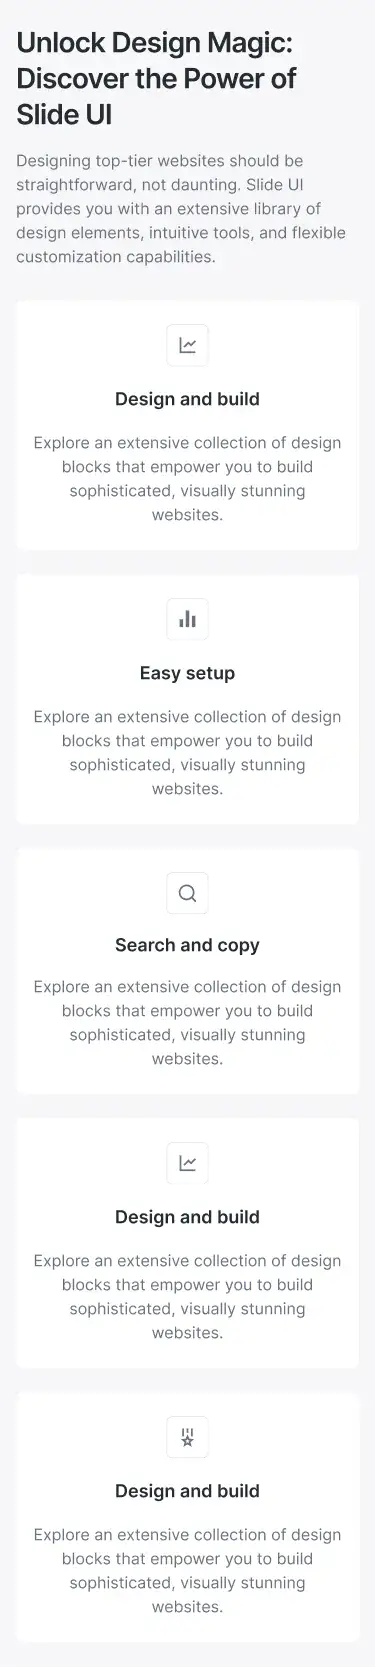 Unlock Design Magic:
Discover the Power of
Slide UI
Designing top-tier websites should be
straightforward, not daunting. Slide UI
provides you with an extensive library of
design elements, intuitive tools, and flexible
customization capabilities.
Design and build
Explore an extensive collection of design
blocks that empower you to build
sophisticated, visually stunning
websites.
Easy setup
Explore an extensive collection of design
blocks that empower you to build
sophisticated, visually stunning
websites.
Search and copy
Explore an extensive collection of design
blocks that empower you to build
sophisticated, visually stunning
websites.
Design and build
Explore an extensive collection of design
blocks that empower you to build
sophisticated, visually stunning
websites.
Design and build
Explore an extensive collection of design
blocks that empower you to build
sophisticated, visually stunning
websites.